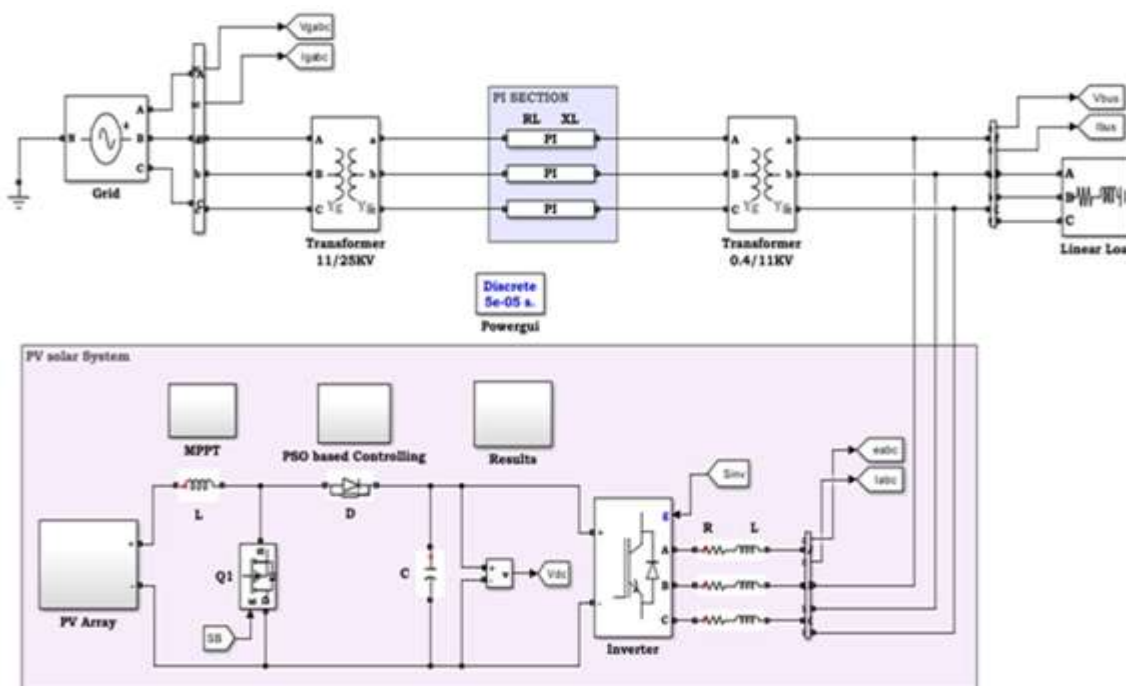 Vgabc
Igabc
PI SECTION
RL XL
A
B
C
N
Grid
A
B
C
a
b
c
Transformer
11/25KV
PI
PI
PI
A
B
C
a
b
Transformer
0.4/11KV
Vbus
Ibus
A
B
C
Linear Loa
Discrete
5e-05 s.
Powergui
PV solar System
MPPT
PSO based Controlling
Results
L
D
Q1
SB
C
PV Array
+
-
+
-
v
Vdc
Sinv
g
+
-
A
B
C
Inverter
R L
eabc
Iabc